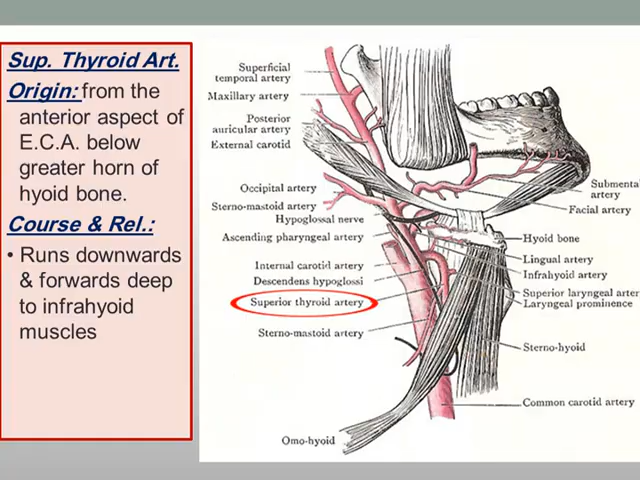 Sup. Thyroid Art.
Origin: from the
anterior aspect of
E.C.A. below
greater horn of
hyoid bone.
Course & Rel.:
• Runs downwards
& forwards deep
to infrahyoid
muscles
Superficial
temporal artery
Maxillary artery
Posterior
auricular artery
External carotid
Occipital artery
Sterno-mastoid artery
Hypoglossal nerve
Ascending pharyngeal artery
Internal carotid artery
Descendens hypoglossi
Superior thyroid artery
Sterno-mastoid artery
Omo-hyoid
Submental
artery
Facial artery
Hyoid bone
Lingual artery
Infrahyoid artery
Superior laryngeal artery
Laryngeal prominence
Sterno-hyoid
Common carotid artery